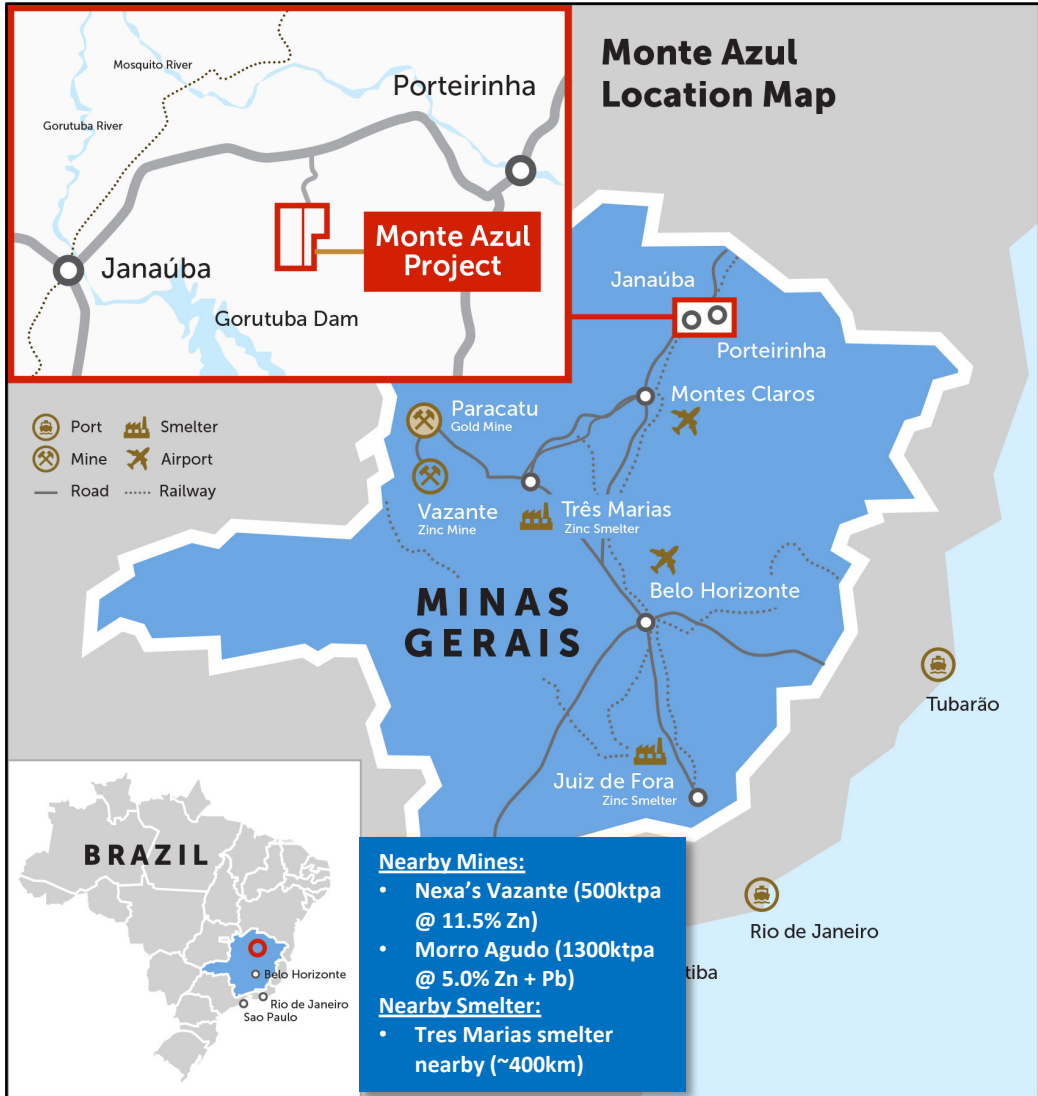 Monte Azul
Location Map
Mosquito River
Porteirinha
Gorutuba River
Monte Azul
Project
Janaúba
Gorutuba Dam
Janaúba
Porteirinha
Montes Claros
Port
Smelter
Mine
Airport
Road
Railway
Paracatu
Gold Mine
Vazante
Zinc Mine
Três Marias
Zinc Smelter
Belo Horizonte
MINAS
GERAIS
Tubarão
Juiz de Fora
Zinc Smelter
BRAZIL
Belo Horizonte
Rio de Janeiro
Sao Paulo
Nearby Mines:
• Nexa’s Vazante (500ktpa
@ 11.5% Zn)
• Morro Agudo (1300ktpa
@ 5.0% Zn + Pb)
Nearby Smelter:
• Tres Marias smelter
nearby (~400km)
Rio de Janeiro
tiba